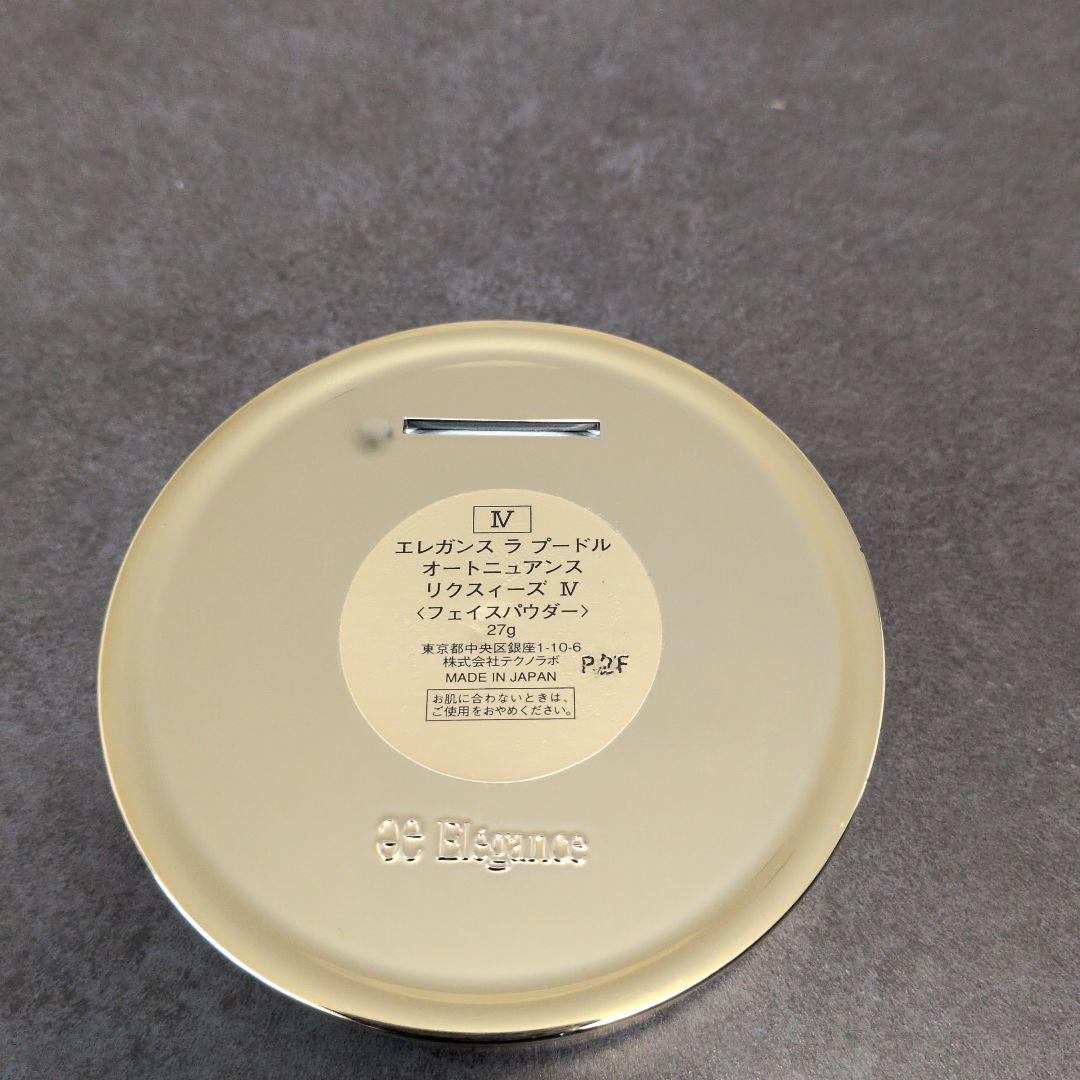 Ⅳ
エレガンス ラ プードル
オートニュアンス
リクスィーズ Ⅳ
〈フェイスパウダー〉
27g
東京都中央区銀座1-10-6
株式会社テクノラボ
P2F
MADE IN JAPAN
お肌に合わないときは、
ご使用をおやめください。
Elégance